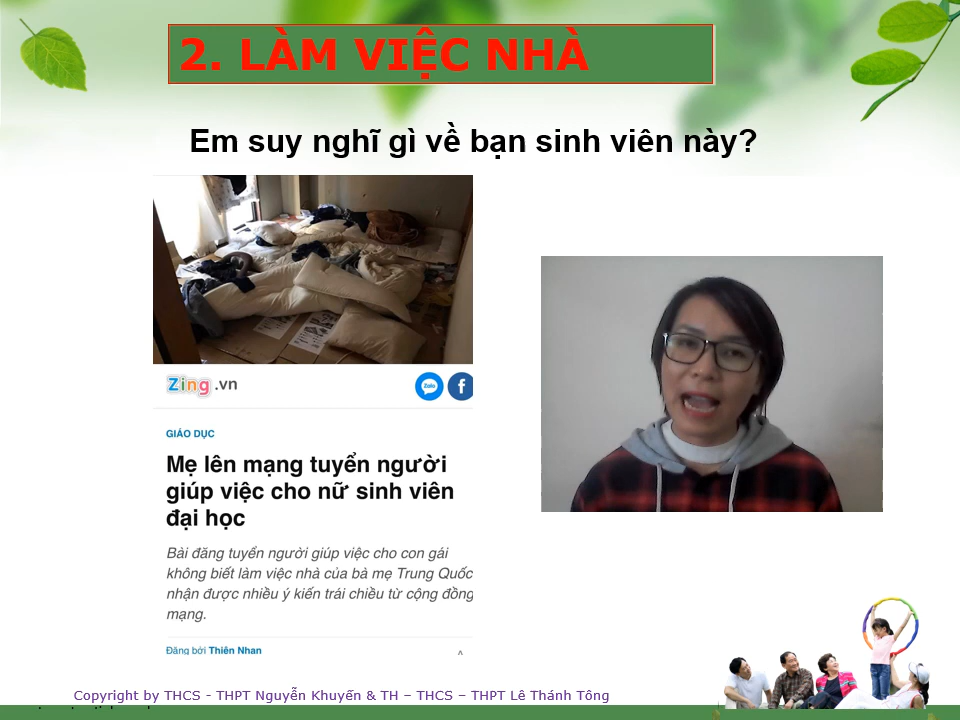 2. LÀM VIỆC NHÀ
Em suy nghĩ gì về bạn sinh viên này?
Zing.vn
Zalo f
GIÁO DỤC
Mẹ lên mạng tuyển người
giúp việc cho nữ sinh viên
đại học
Bài đăng tuyển người giúp việc cho con gái
không biết làm việc nhà của bà mẹ Trung Quốc
nhận được nhiều ý kiến trái chiều từ cộng đồng
mạng.
Đăng bởi Thiên Nhan
Copyright by THCS - THPT Nguyễn Khuyến & TH – THCS – THPT Lê Thánh Tông